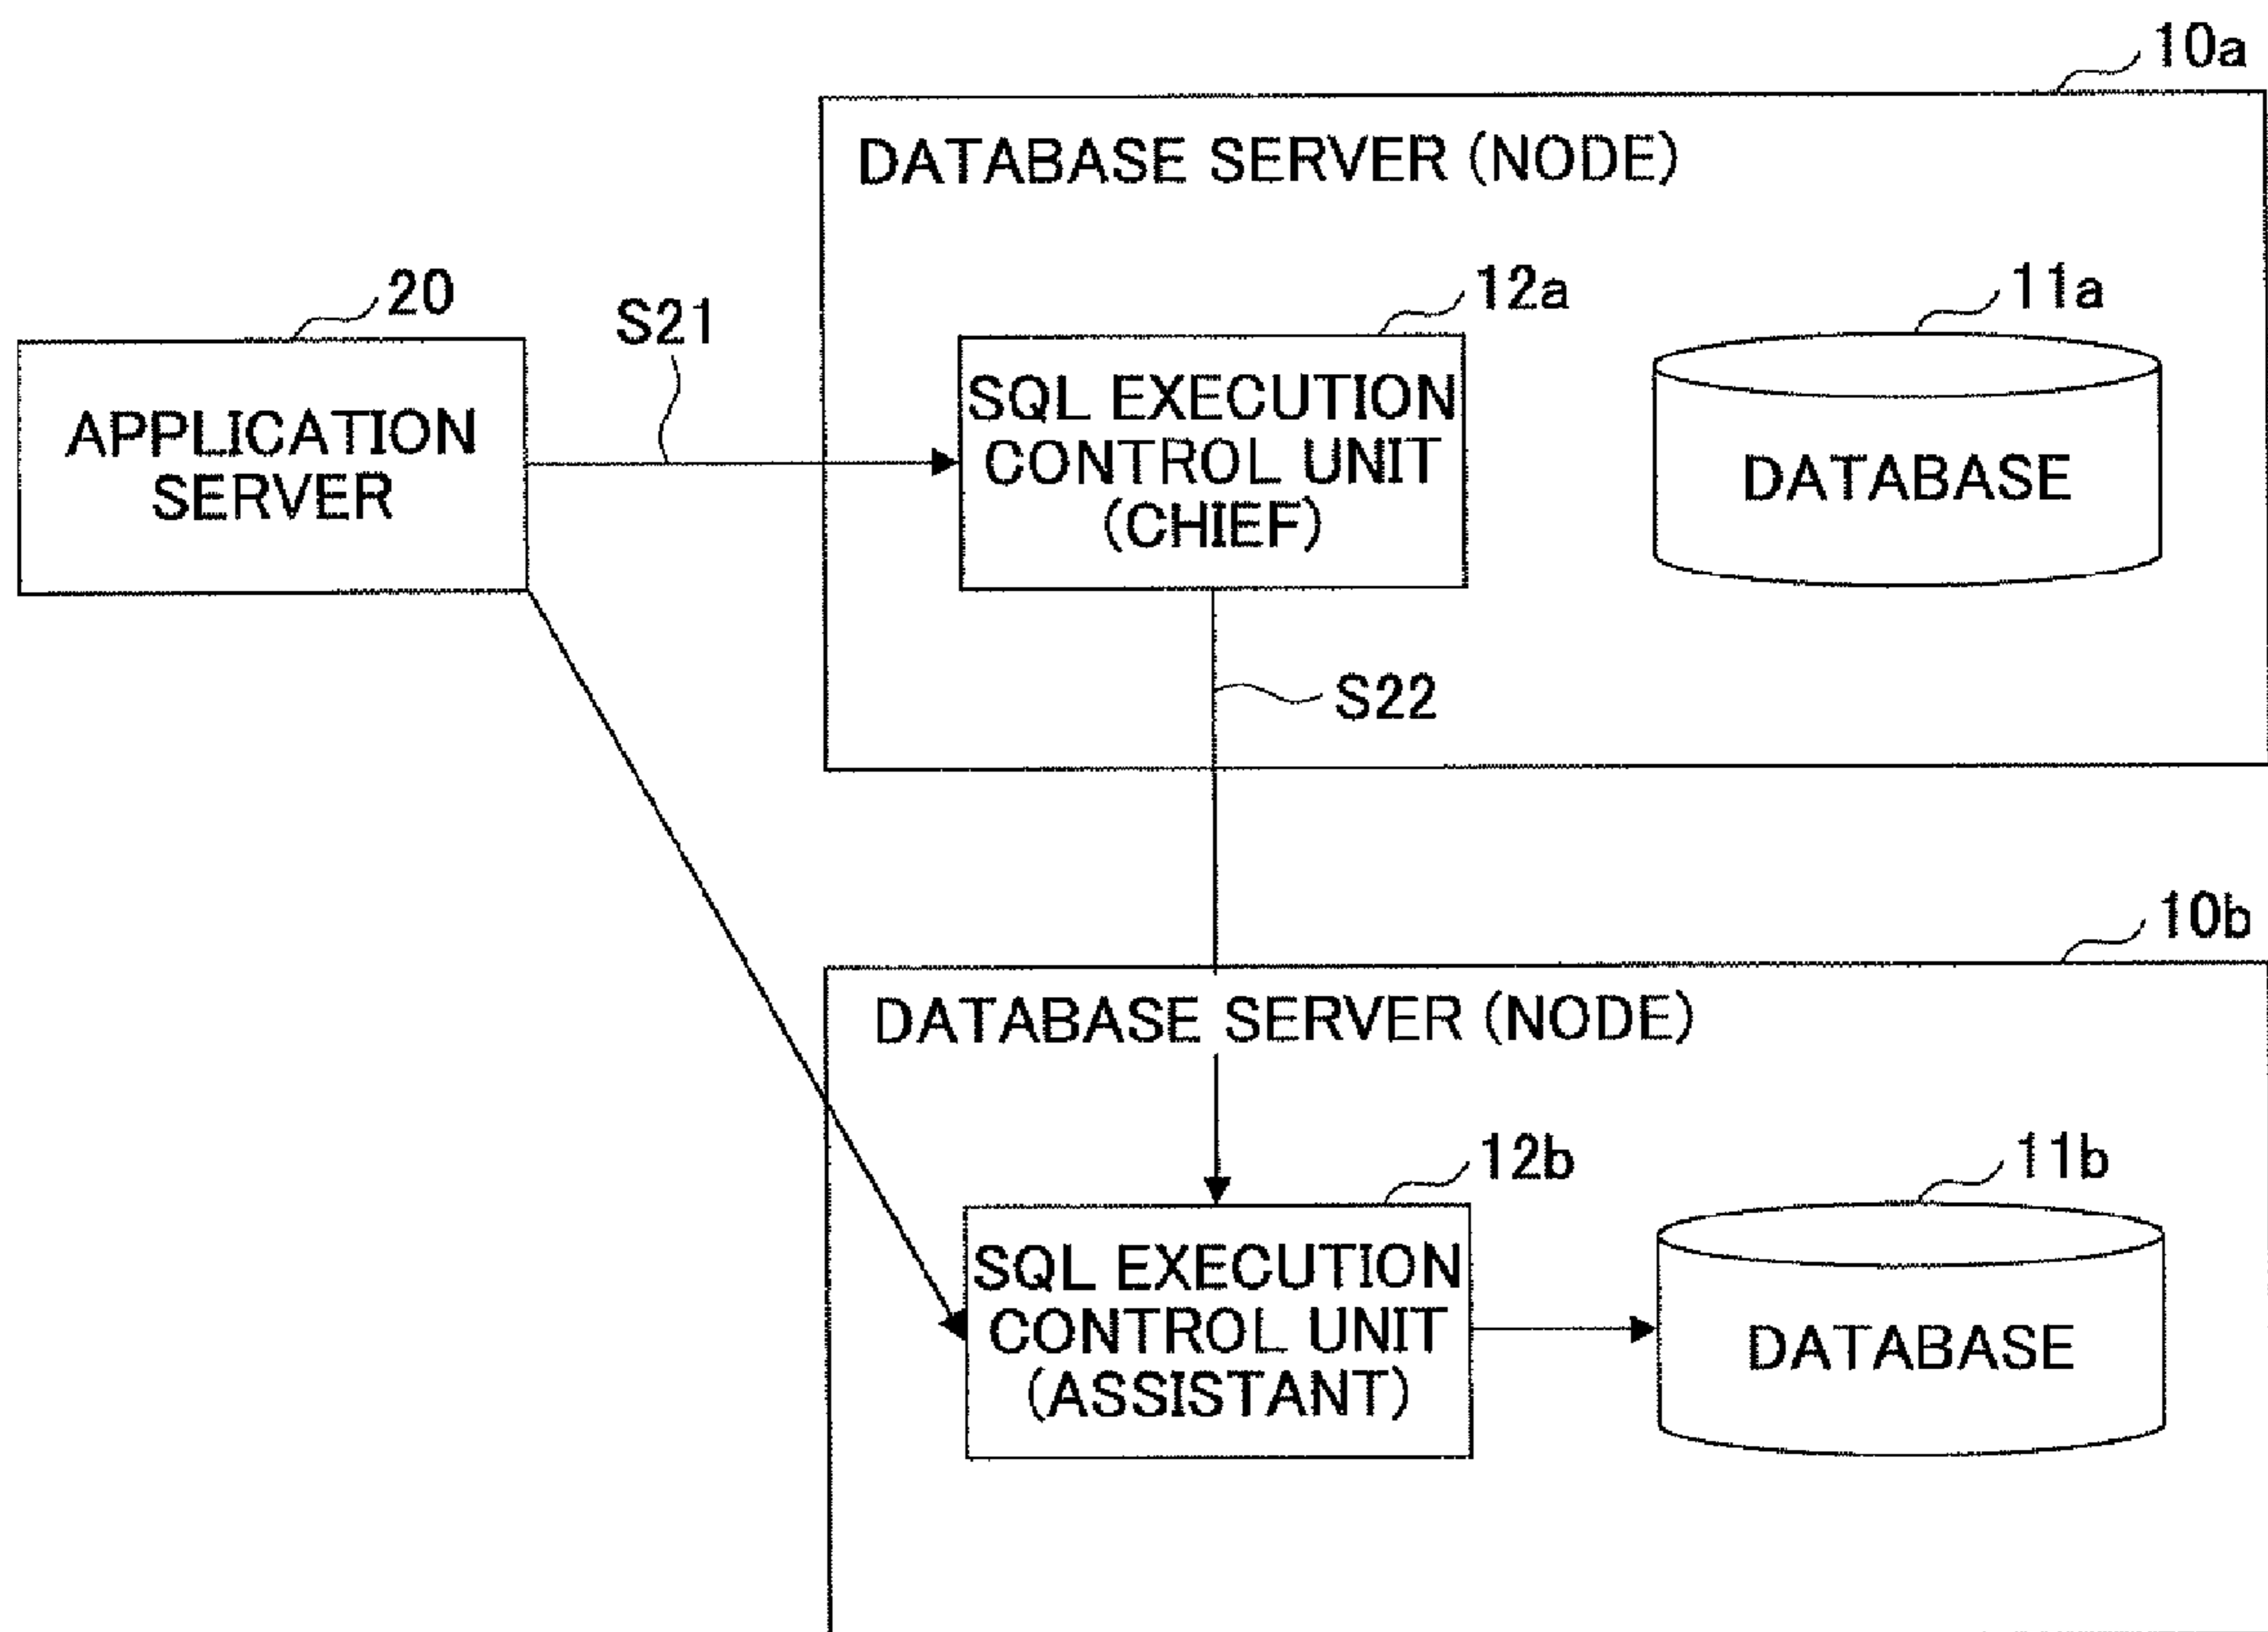 10a
DATABASE SERVER (NODE)
20
S21
12a
11a
APPLICATION
SERVER
SQL EXECUTION
CONTROL UNIT
(CHIEF)
DATABASE
S22
10b
DATABASE SERVER (NODE)
12b
11b
SQL EXECUTION
CONTROL UNIT
(ASSISTANT)
DATABASE